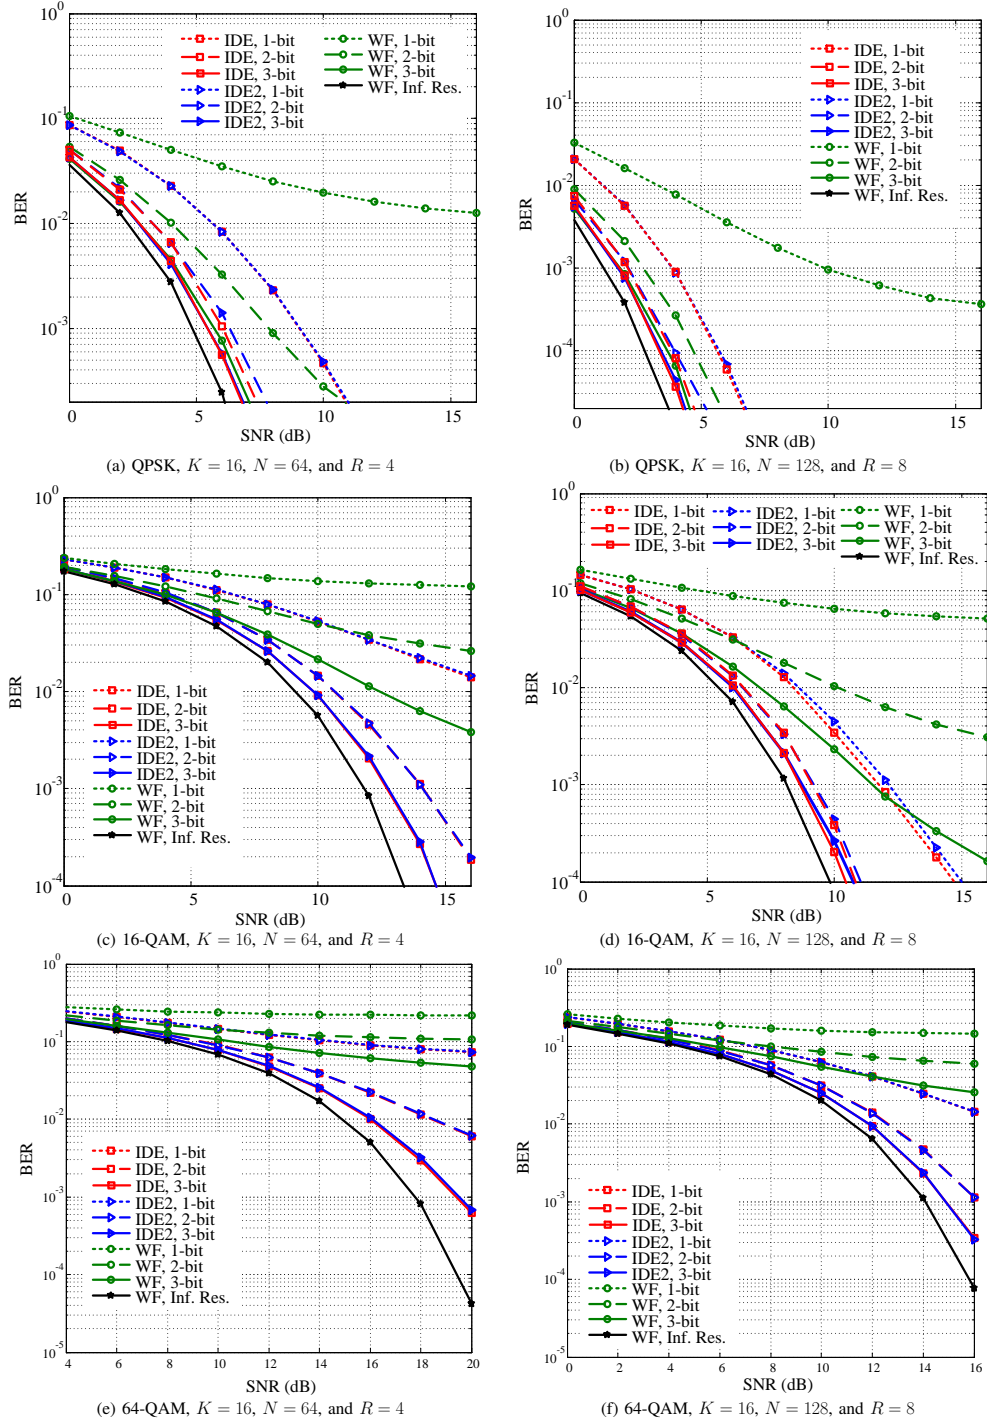 10^0
IDE, 1-bit
IDE, 2-bit
IDE, 3-bit
IDE2, 1-bit
IDE2, 2-bit
IDE2, 3-bit
WF, 1-bit
WF, 2-bit
WF, 3-bit
WF, Inf. Res.
10^-1
10^-2
10^-3
BER
0 5 10 15
SNR (dB)
(a) QPSK, K = 16, N = 64, and R = 4
10^0
IDE, 1-bit
IDE, 2-bit
IDE, 3-bit
IDE2, 1-bit
IDE2, 2-bit
IDE2, 3-bit
WF, 1-bit
WF, 2-bit
WF, 3-bit
WF, Inf. Res.
10^-1
10^-2
10^-3
10^-4
BER
0 5 10 15
SNR (dB)
(b) QPSK, K = 16, N = 128, and R = 8
10^0
10^-1
10^-2
10^-3
10^-4
BER
IDE, 1-bit
IDE, 2-bit
IDE, 3-bit
IDE2, 1-bit
IDE2, 2-bit
IDE2, 3-bit
WF, 1-bit
WF, 2-bit
WF, 3-bit
WF, Inf. Res.
0 5 10 15
SNR (dB)
(c) 16-QAM, K = 16, N = 64, and R = 4
10^0
IDE, 1-bit
IDE, 2-bit
IDE, 3-bit
IDE2, 1-bit
IDE2, 2-bit
IDE2, 3-bit
WF, 1-bit
WF, 2-bit
WF, 3-bit
WF, Inf. Res.
10^-1
10^-2
10^-3
10^-4
BER
0 5 10 15
SNR (dB)
(d) 16-QAM, K = 16, N = 128, and R = 8
10^0
10^-1
10^-2
10^-3
10^-4
10^-5
BER
IDE, 1-bit
IDE, 2-bit
IDE, 3-bit
IDE2, 1-bit
IDE2, 2-bit
IDE2, 3-bit
WF, 1-bit
WF, 2-bit
WF, 3-bit
WF, Inf. Res.
4 6 8 10 12 14 16 18 20
SNR (dB)
(e) 64-QAM, K = 16, N = 64, and R = 4
10^0
10^-1
10^-2
10^-3
10^-4
10^-5
BER
IDE, 1-bit
IDE, 2-bit
IDE, 3-bit
IDE2, 1-bit
IDE2, 2-bit
IDE2, 3-bit
WF, 1-bit
WF, 2-bit
WF, 3-bit
WF, Inf. Res.
0 2 4 6 8 10 12 14 16
SNR (dB)
(f) 64-QAM, K = 16, N = 128, and R = 8